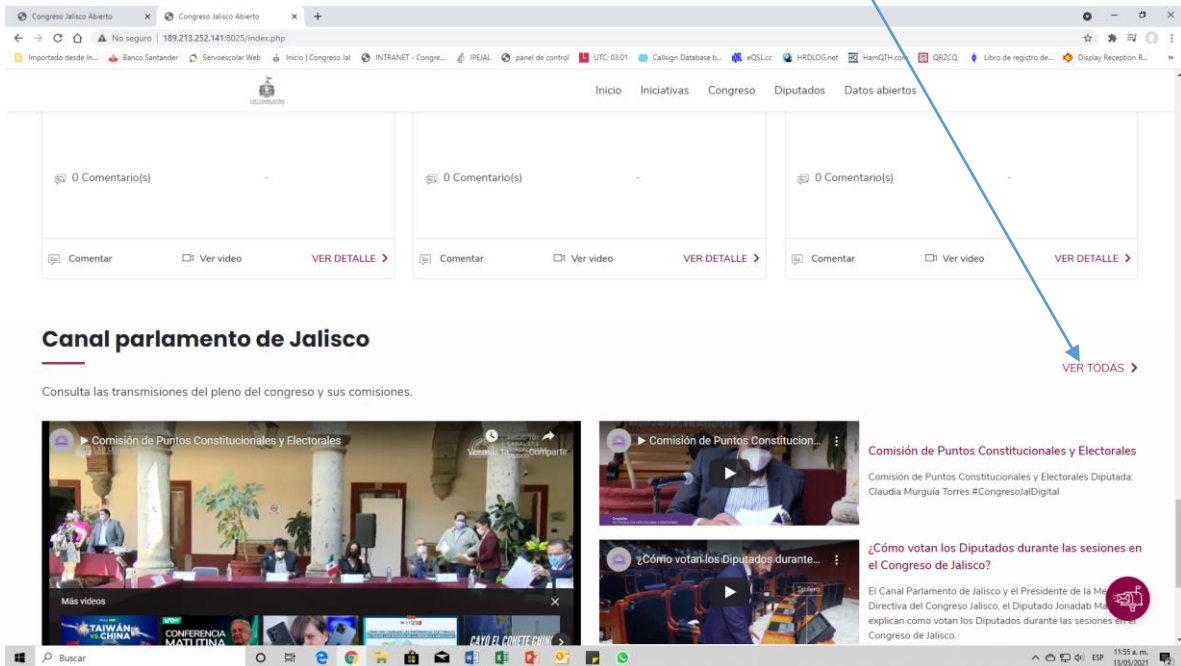 Congreso Jalisco Abierto
Congreso Jalisco Abierto
No seguro | 189.213.252.141:8025/index.php
Importado desde In... Banco Santander Servoescolar Web Inicio | Congreso Jal INTRANET - Congre... IPEJAL panel de control UTC: 03:01 Callsign Database b... eQSL.cc HRDLOG.net HamQTH.com QRZCQ Libro de registro de... Display Reception R...
Inicio Iniciativas Congreso Diputados Datos abiertos
0 Comentario(s) - 0 Comentario(s) - 0 Comentario(s) -
Comentar Ver video VER DETALLE Comentar Ver video VER DETALLE Comentar Ver video VER DETALLE
Canal parlamento de Jalisco
VER TODAS
Consulta las transmisiones del pleno del congreso y sus comisiones.
Comisión de Puntos Constitucionales y Electorales
Compartir
Más videos
TAIWÁN
VS CHINA
CONFERENCIA
MATUTINA
CAYÓ EL COHETE CHINO
Comisión de Puntos Constitucion...
Comisión de Puntos Constitucionales y Electorales
Comisión de Puntos Constitucionales y Electorales Diputada:
Claudia Murguía Torres #CongresoJalDigital
¿Cómo votan los Diputados durante...
Tablero
¿Cómo votan los Diputados durante las sesiones en
el Congreso de Jalisco?
El Canal Parlamento de Jalisco y el Presidente de la Me
Directiva del Congreso Jalisco, el Diputado Jonadab Ma
explican cómo votan los Diputados durante las sesiones en el
Congreso de Jalisco.
Buscar
ESP
11:55 a. m.
13/05/2021